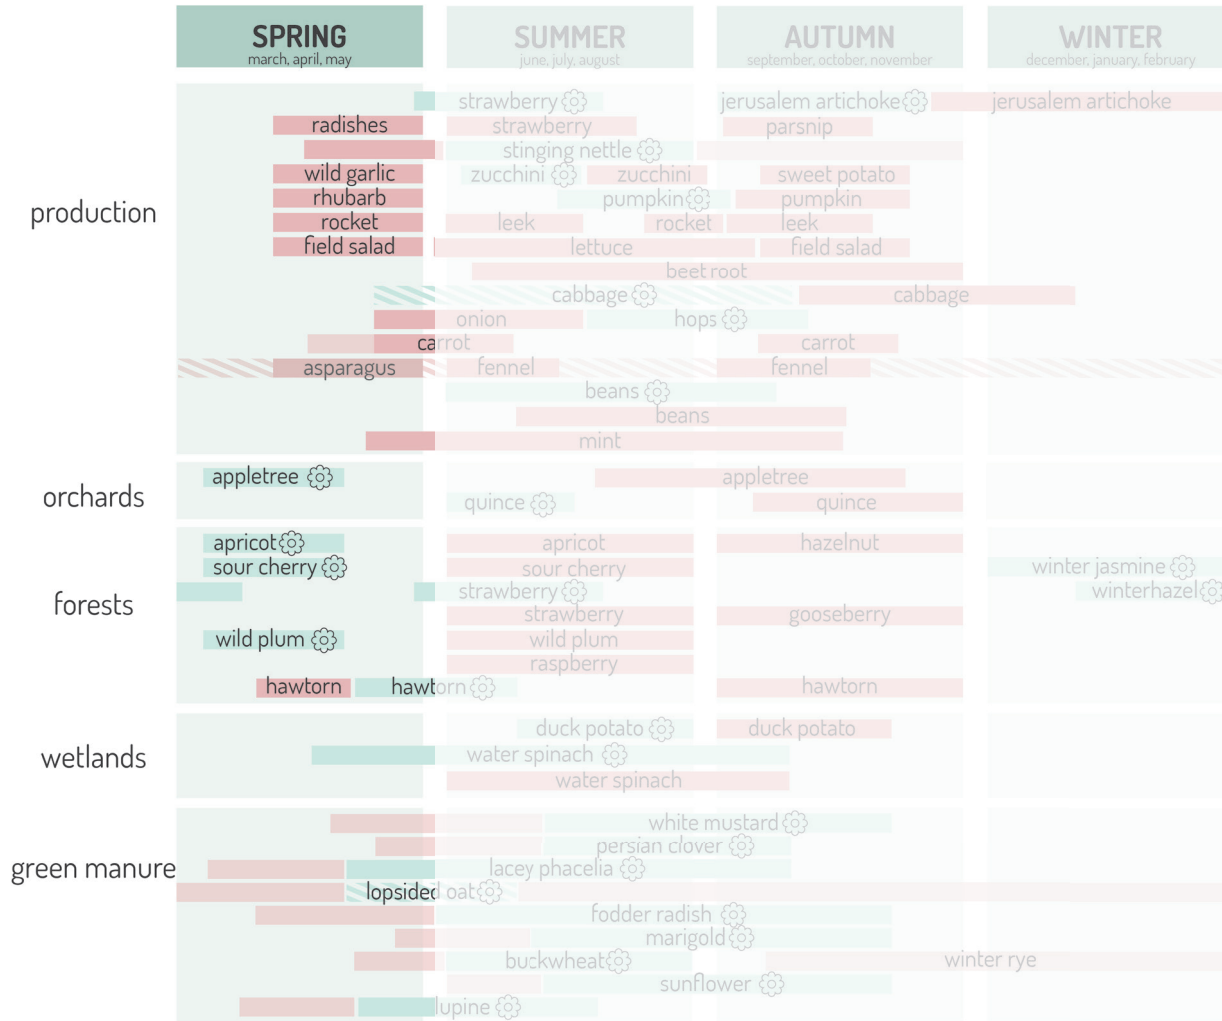 SPRING
march, april, may
SUMMER
june, july, august
AUTUMN
september, october, november
WINTER
december, january, february
production
strawberry
jerusalem artichoke
jerusalem artichoke
radishes
strawberry
parsnip
stinging nettle
wild garlic
zucchini
zucchini
sweet potato
rhubarb
pumpkin
pumpkin
rocket
leek
rocket
leek
field salad
lettuce
field salad
beet root
cabbage
cabbage
onion
hops
carrot
carrot
asparagus
fennel
fennel
beans
beans
mint
orchards
appletree
appletree
quince
quince
forests
apricot
apricot
hazelnut
sour cherry
sour cherry
winter jasmine
strawberry
winterhazel
strawberry
gooseberry
wild plum
wild plum
raspberry
hawtorn
hawtorn
hawtorn
wetlands
duck potato
duck potato
water spinach
water spinach
green manure
white mustard
persian clover
lacey phacelia
lopsided oat
fodder radish
marigold
buckwheat
winter rye
sunflower
lupine